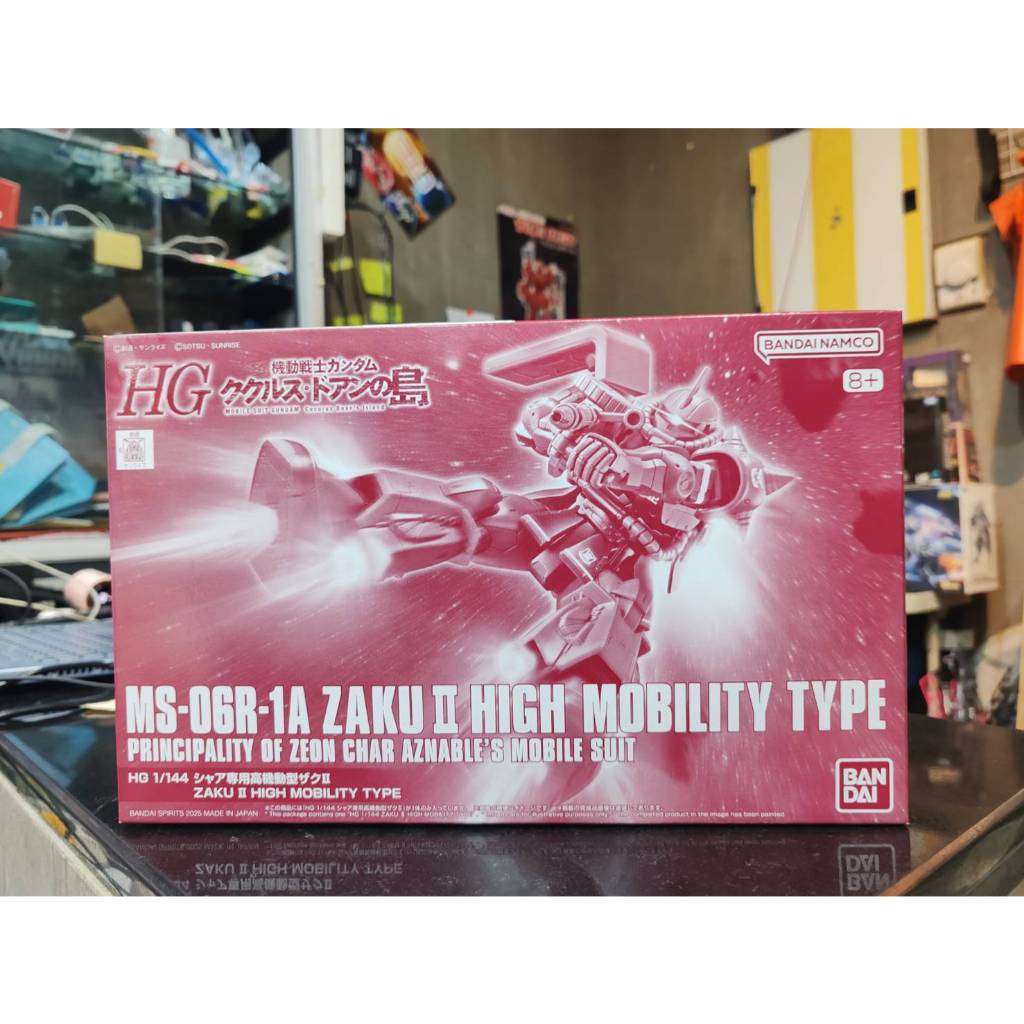 ©創通・サンライズ ©SOTSU・SUNRISE
BANDAI NAMCO
8+
HG
機動戦士ガンダム
ククルス・ドアンの島
MOBILE SUIT GUNDAM Cucuruz Doan's Island
MS-06R-1A ZAKU II HIGH MOBILITY TYPE
PRINCIPALITY OF ZEON CHAR AZNABLE'S MOBILE SUIT
HG 1/144 シャア専用高機動型ザクII
ZAKU II HIGH MOBILITY TYPE
BANDAI SPIRITS 2025 MADE IN JAPAN
BAN
DAI